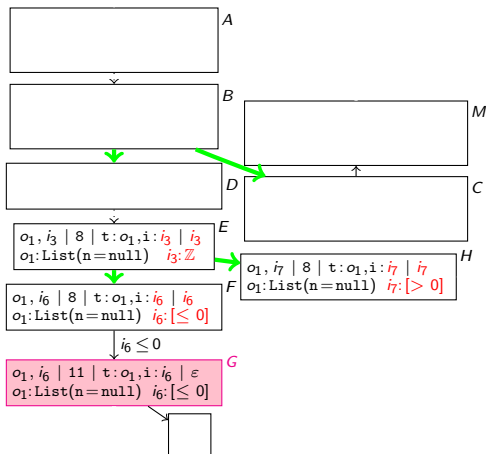 A
B
M
D
C
E
o₁, i₃ | 8 | t:o₁,i:i₃ | i₃
o₁:List(n=null) i₃:ℤ
H
o₁, i₇ | 8 | t:o₁,i:i₇ | i₇
o₁:List(n=null) i₇:[> 0]
F
o₁, i₆ | 8 | t:o₁,i:i₆ | i₆
o₁:List(n=null) i₆:[≤ 0]
i₆ ≤ 0
G
o₁, i₆ | 11 | t:o₁,i:i₆ | ε
o₁:List(n=null) i₆:[≤ 0]